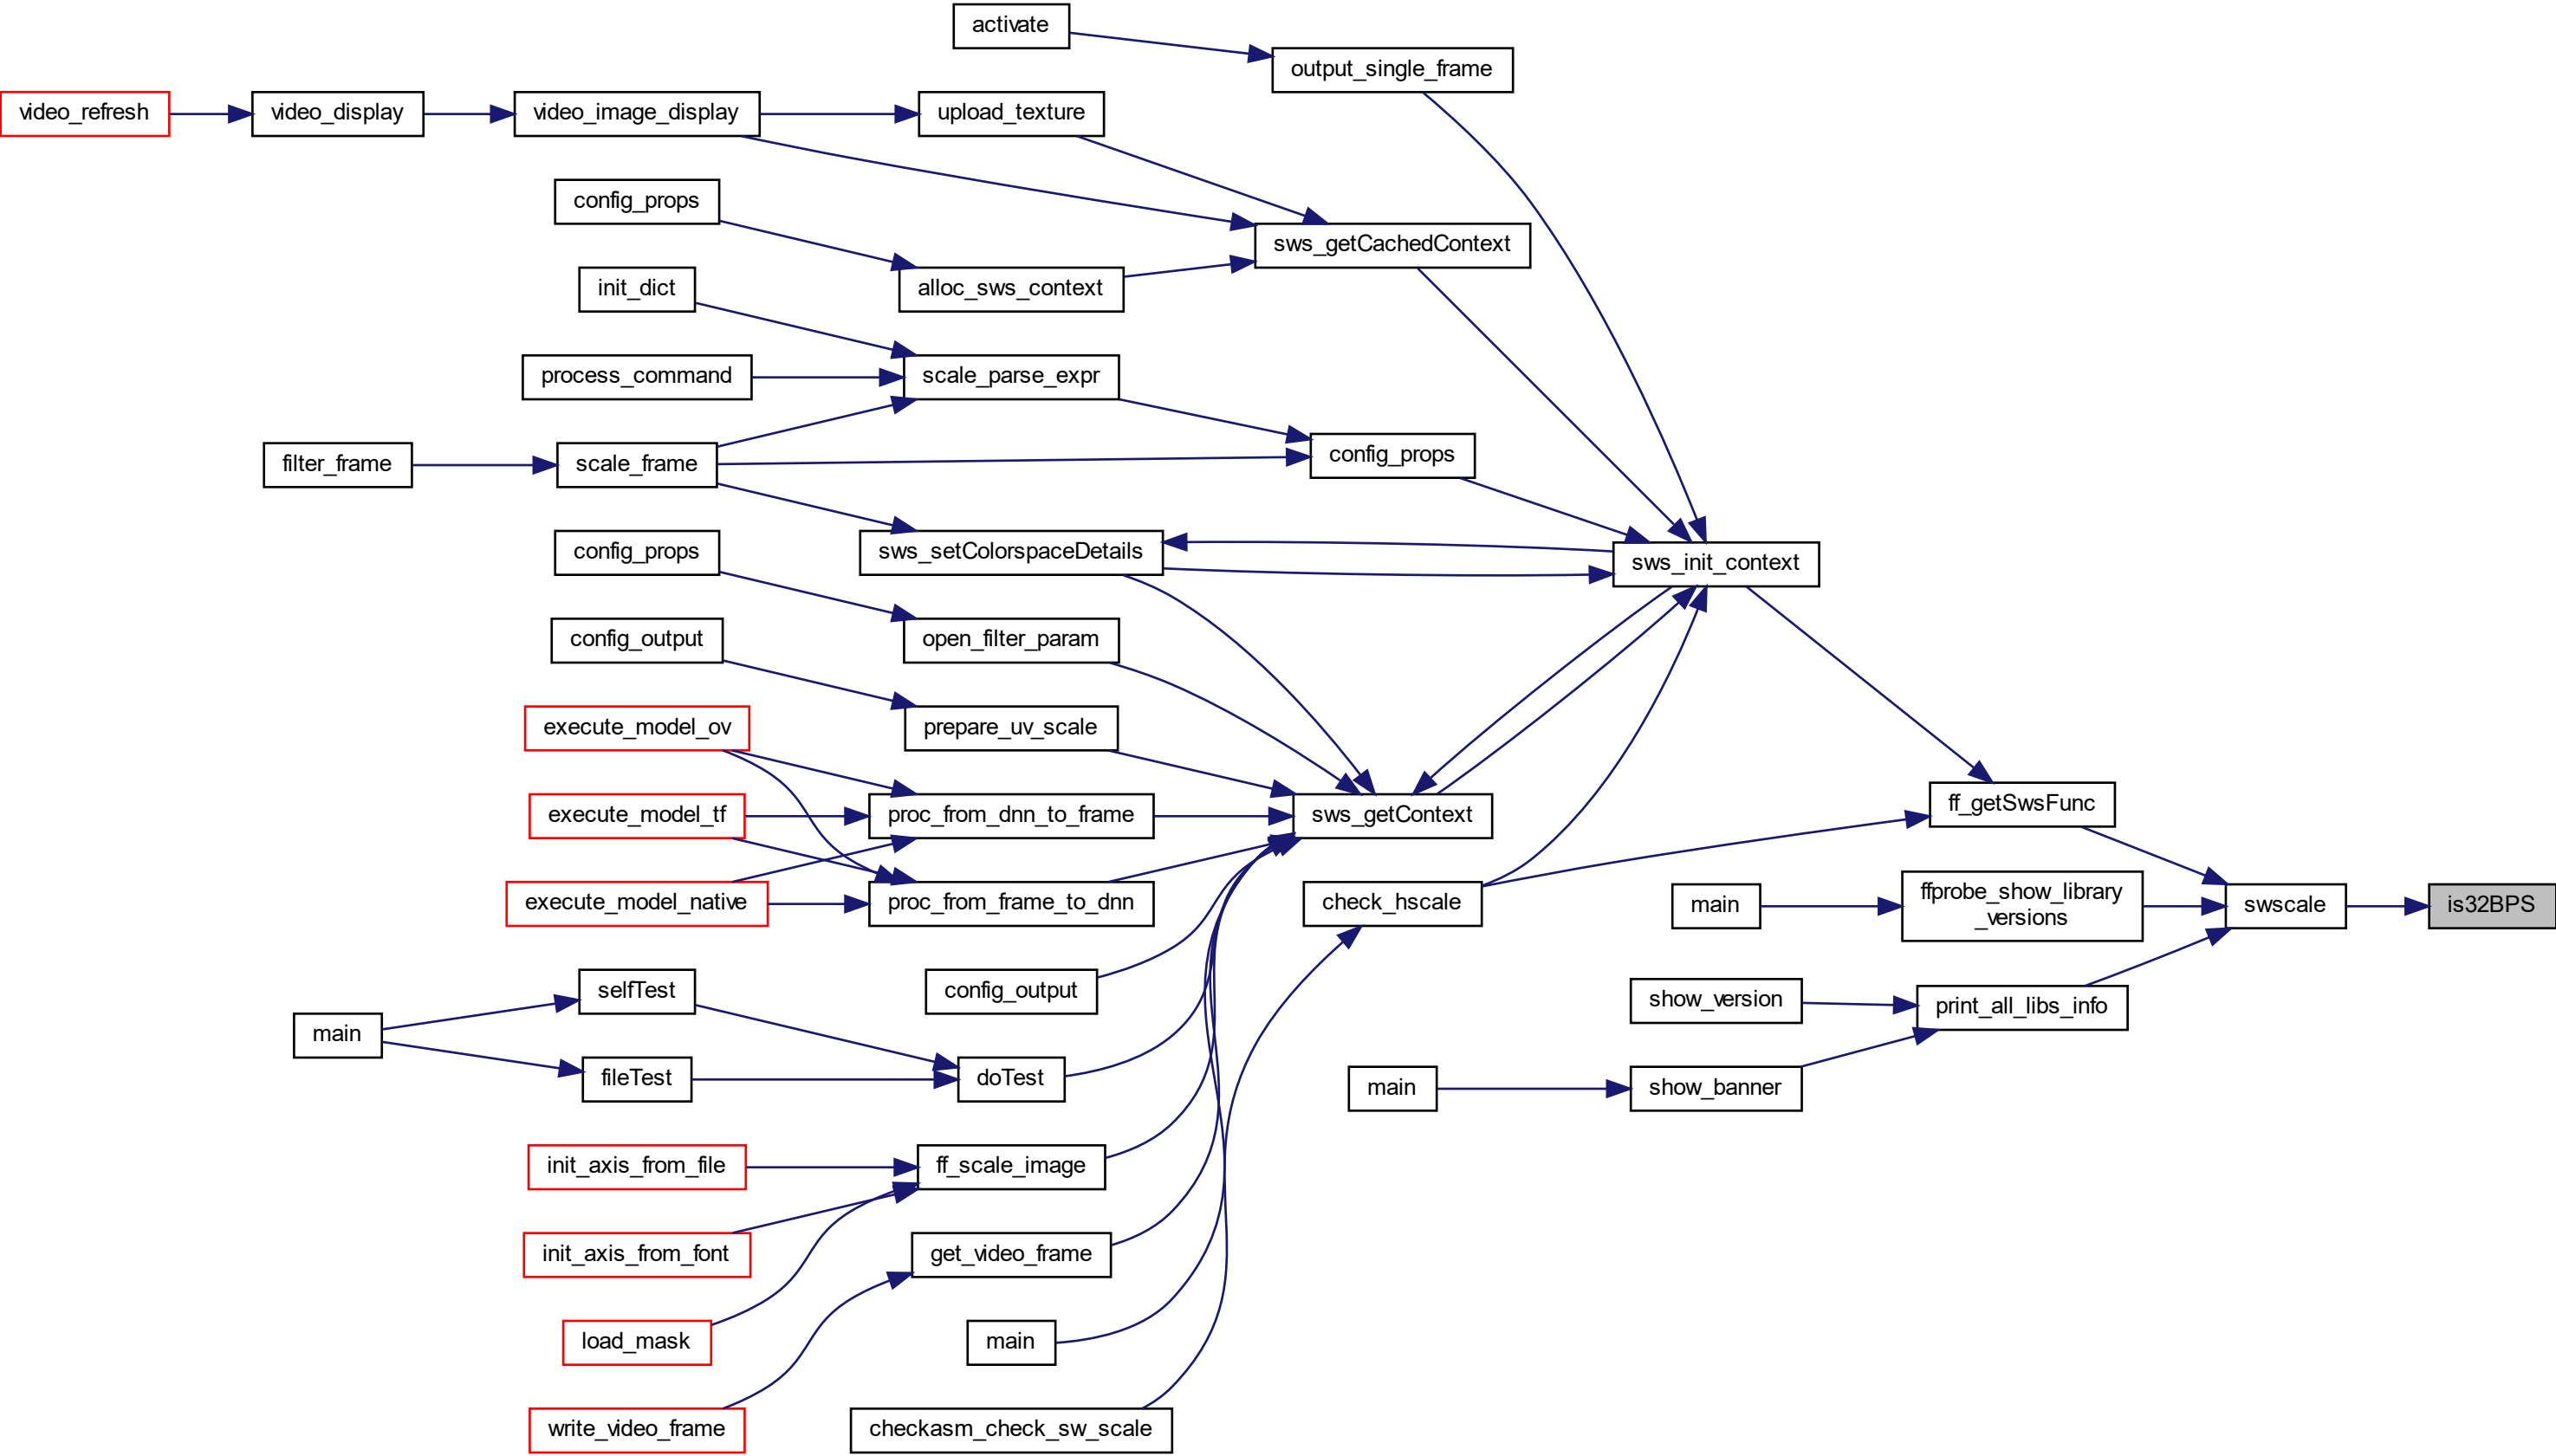 activate
output_single_frame
video_refresh
video_display
video_image_display
upload_texture
config_props
sws_getCachedContext
init_dict
alloc_sws_context
process_command
scale_parse_expr
filter_frame
scale_frame
config_props
config_props
sws_setColorspaceDetails
sws_init_context
config_output
open_filter_param
execute_model_ov
prepare_uv_scale
execute_model_tf
proc_from_dnn_to_frame
sws_getContext
ff_getSwsFunc
execute_model_native
proc_from_frame_to_dnn
check_hscale
main
ffprobe_show_library
_versions
swscale
is32BPS
selfTest
config_output
show_version
print_all_libs_info
main
fileTest
doTest
main
show_banner
init_axis_from_file
ff_scale_image
init_axis_from_font
get_video_frame
load_mask
main
write_video_frame
checkasm_check_sw_scale